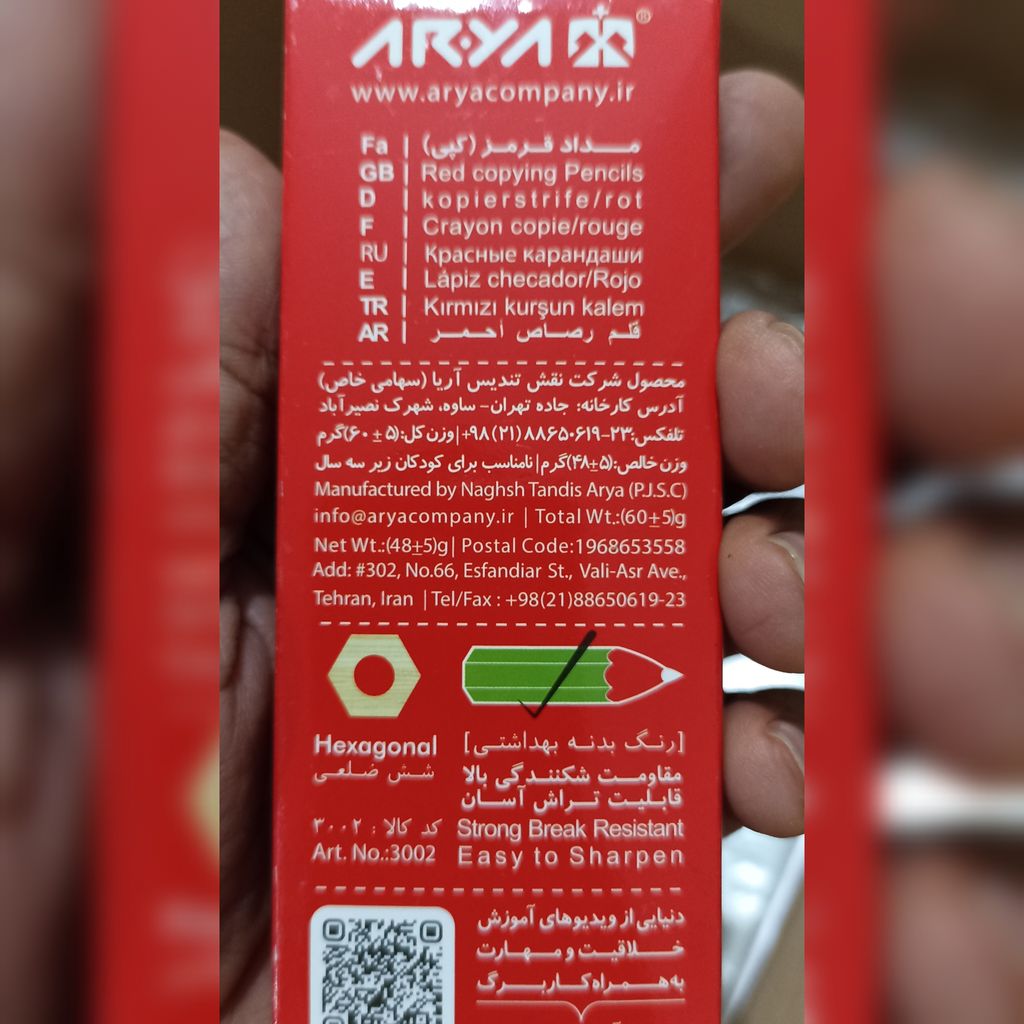 ARYA ®
www.aryacompany.ir
Fa | مداد قرمز (کپی)
GB | Red copying Pencils
D | kopierstrife/rot
F | Crayon copie/rouge
RU | Красные карандаши
E | Lápiz checador/Rojo
TR | Kırmızı kurşun kalem
AR | قلم رصاص أحمر
محصول شرکت نقش تندیس آریا (سهامی خاص)
آدرس کارخانه: جاده تهران- ساوه، شهرک نصیرآباد
تلفکس:۲۳-۸۸۶۵۰۶۱۹(۲۱)۹۸+|وزن کل:(۵±۶۰)گرم
وزن خالص:(۵±۴۸)گرم|نامناسب برای کودکان زیر سه سال
Manufactured by Naghsh Tandis Arya (P.J.S.C)
info@aryacompany.ir | Total Wt.:(60±5)g
Net Wt.:(48±5)g| Postal Code:1968653558
Add: #302, No.66, Esfandiar St., Vali-Asr Ave.,
Tehran, Iran | Tel/Fax : +98(21)88650619-23
Hexagonal
شش ضلعی
کد کالا : ۳۰۰۲
Art. No.:3002
[رنگ بدنه بهداشتی]
مقاومت شکنندگی بالا
قابلیت تراش آسان
Strong Break Resistant
Easy to Sharpen
دنیایی از ویدیوهای آموزش
خلاقیت و مهارت
به‌همراه کاربرگ